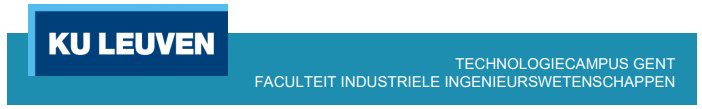 KU LEUVEN
TECHNOLOGIECAMPUS GENT
FACULTEIT INDUSTRIELE INGENIEURSWETENSCHAPPEN